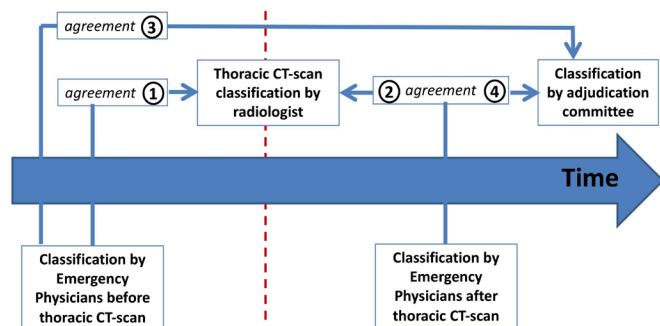 agreement ③
agreement ①
Thoracic CT-scan
classification by
radiologist
② agreement ④
Classification
by adjudication
committee
Time
Classification by
Emergency
Physicians before
thoracic CT-scan
Classification by
Emergency
Physicians after
thoracic CT-scan